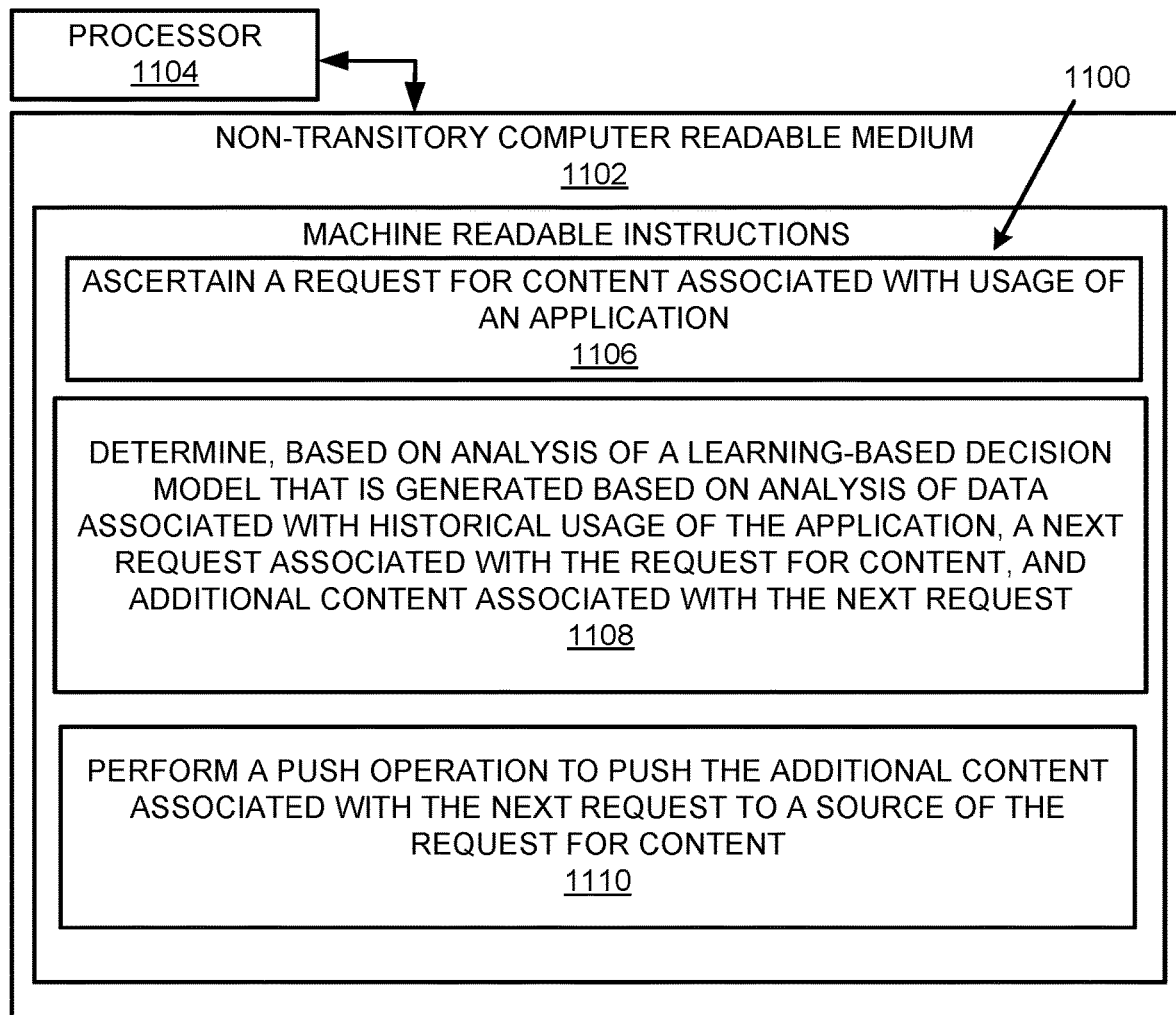 PROCESSOR
1104
1100
NON-TRANSITORY COMPUTER READABLE MEDIUM
1102
MACHINE READABLE INSTRUCTIONS
ASCERTAIN A REQUEST FOR CONTENT ASSOCIATED WITH USAGE OF
AN APPLICATION
1106
DETERMINE, BASED ON ANALYSIS OF A LEARNING-BASED DECISION
MODEL THAT IS GENERATED BASED ON ANALYSIS OF DATA
ASSOCIATED WITH HISTORICAL USAGE OF THE APPLICATION, A NEXT
REQUEST ASSOCIATED WITH THE REQUEST FOR CONTENT, AND
ADDITIONAL CONTENT ASSOCIATED WITH THE NEXT REQUEST
1108
PERFORM A PUSH OPERATION TO PUSH THE ADDITIONAL CONTENT
ASSOCIATED WITH THE NEXT REQUEST TO A SOURCE OF THE
REQUEST FOR CONTENT
1110